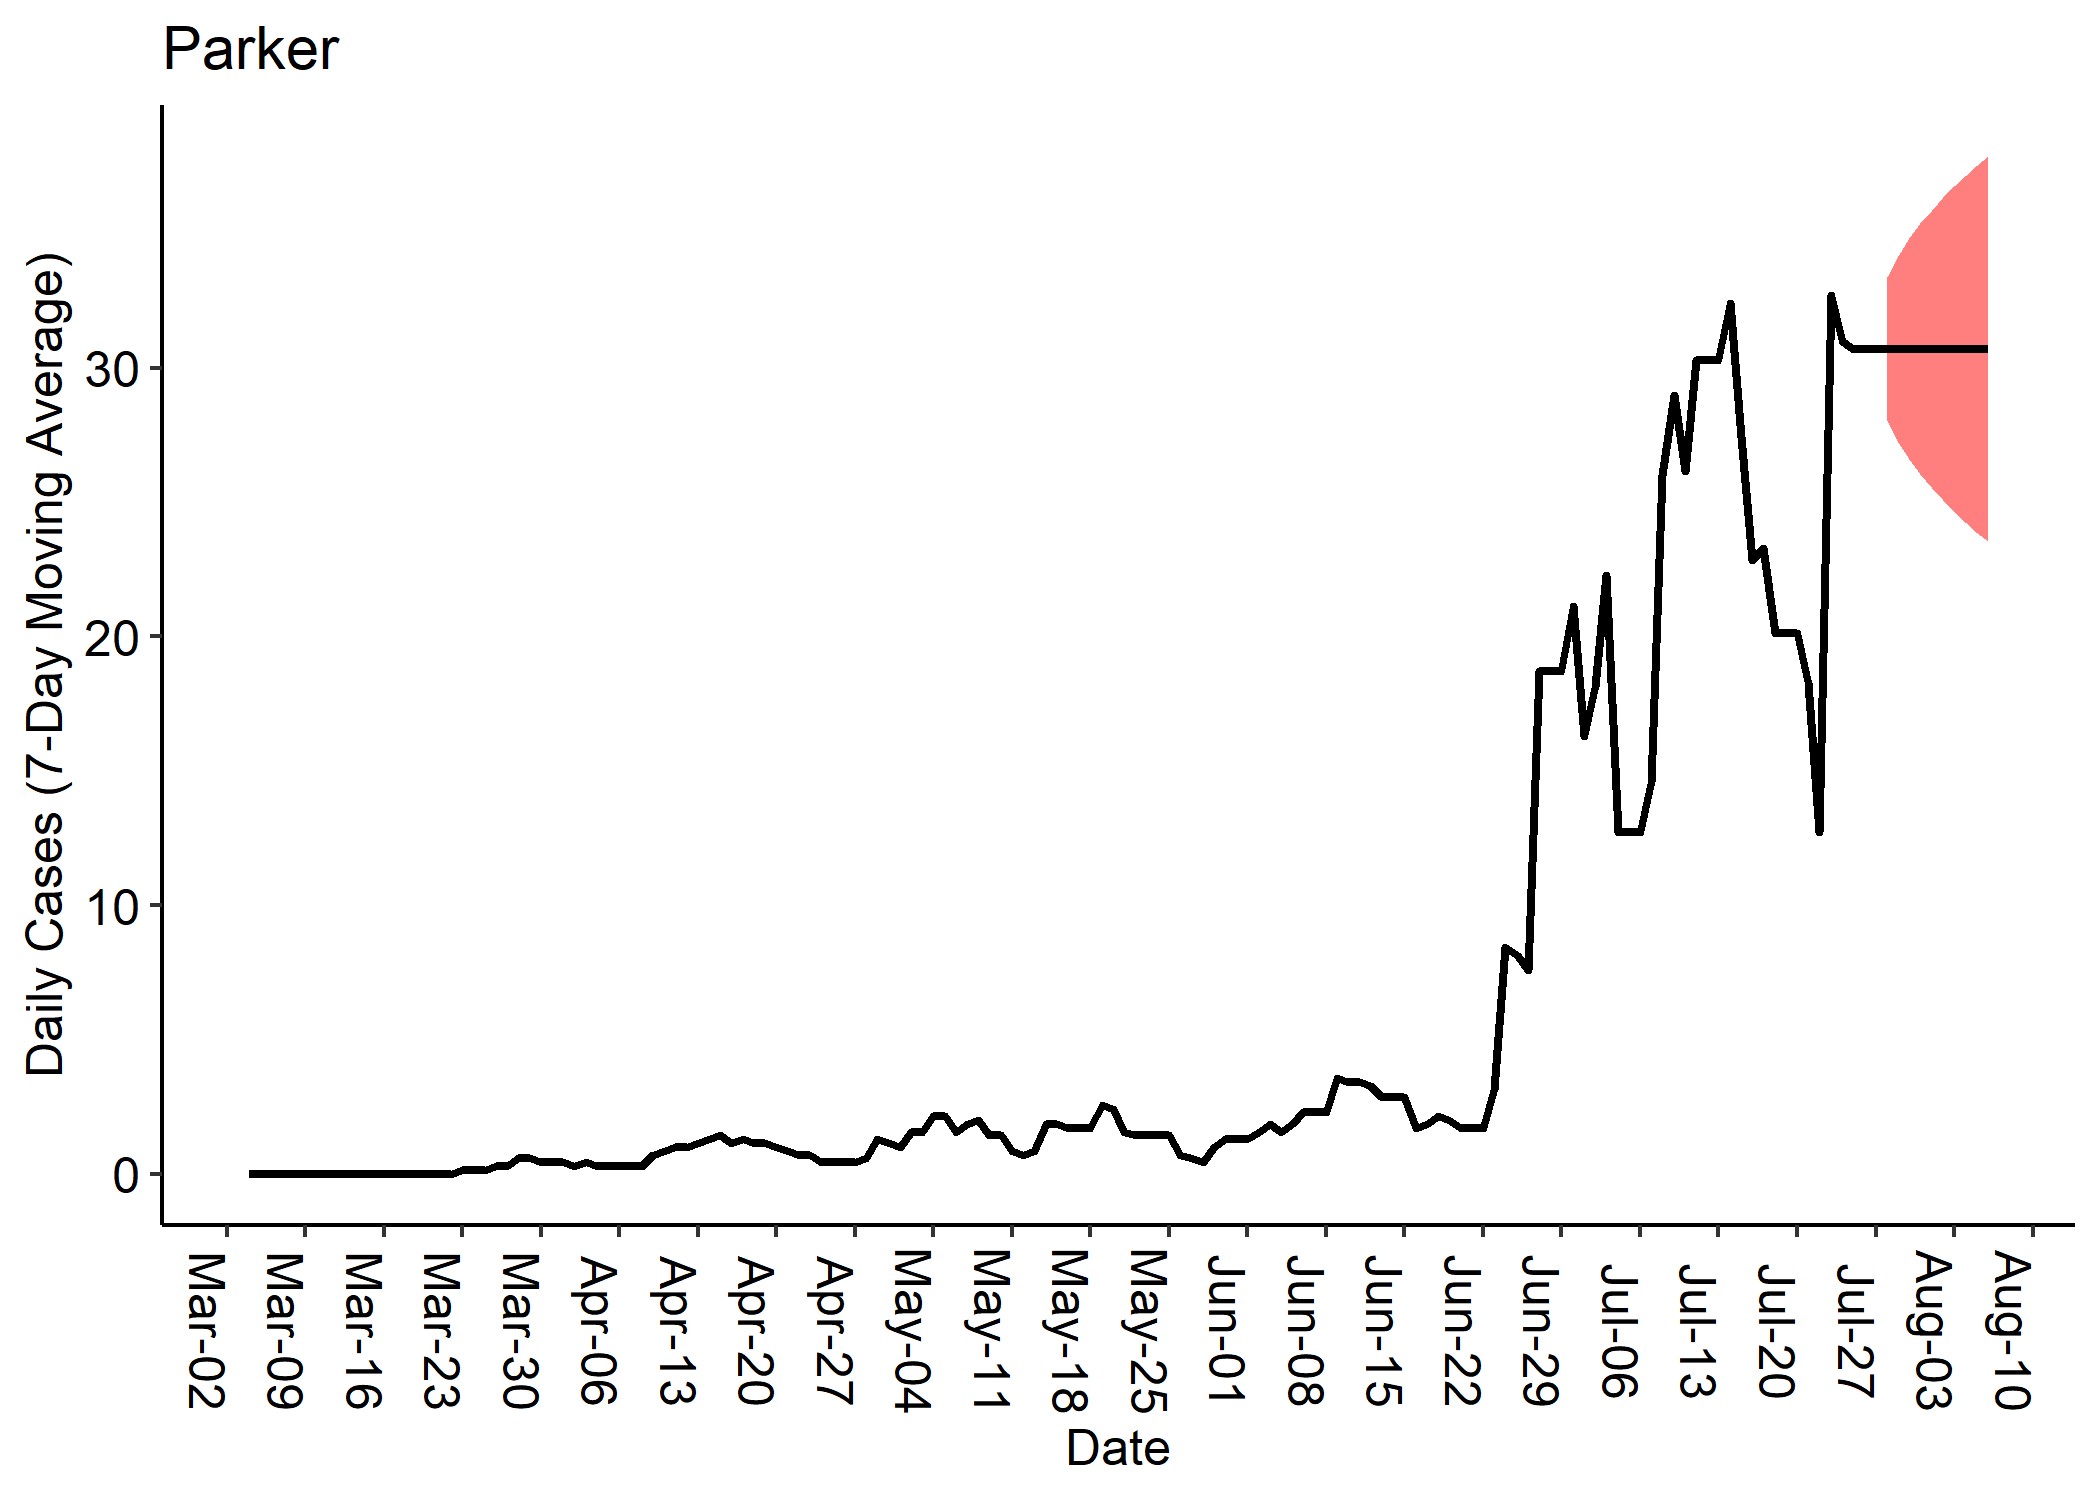 Parker
Daily Cases (7-Day Moving Average)
30
20
10
0
Mar-02
Mar-09
Mar-16
Mar-23
Mar-30
Apr-06
Apr-13
Apr-20
Apr-27
May-04
May-11
May-18
May-25
Jun-01
Jun-08
Jun-15
Jun-22
Jun-29
Jul-06
Jul-13
Jul-20
Jul-27
Aug-03
Aug-10
Date